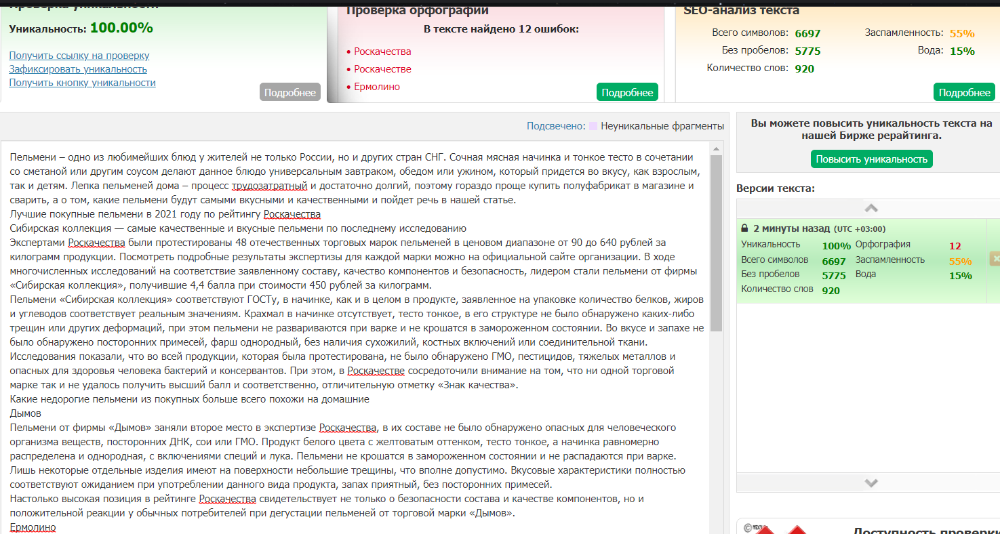 Проверка уникальности
Уникальность: 100.00%
Получить ссылку на проверку
Зафиксировать уникальность
Получить кнопку уникальности
Подробнее
Проверка орфографии
В тексте найдено 12 ошибок:
• Роскачества
• Роскачестве
• Ермолино
Подробнее
SEO-анализ текста
Всего символов: 6697
Заспамленность: 55%
Без пробелов: 5775
Вода: 15%
Количество слов: 920
Подробнее
Подсвечено: Неуникальные фрагменты
Пельмени – одно из любимейших блюд у жителей не только России, но и других стран СНГ. Сочная мясная начинка и тонкое тесто в сочетании
со сметаной или другим соусом делают данное блюдо универсальным завтраком, обедом или ужином, который придется во вкусу, как взрослым,
так и детям. Лепка пельменей дома – процесс трудозатратный и достаточно долгий, поэтому гораздо проще купить полуфабрикат в магазине и
сварить, а о том, какие пельмени будут самыми вкусными и качественными и пойдет речь в нашей статье.
Лучшие покупные пельмени в 2021 году по рейтингу Роскачества
Сибирская коллекция — самые качественные и вкусные пельмени по последнему исследованию
Экспертами Роскачества были протестированы 48 отечественных торговых марок пельменей в ценовом диапазоне от 90 до 640 рублей за
килограмм продукции. Посмотреть подробные результаты экспертизы для каждой марки можно на официальной сайте организации. В ходе
многочисленных исследований на соответствие заявленному составу, качество компонентов и безопасность, лидером стали пельмени от фирмы
«Сибирская коллекция», получившие 4,4 балла при стоимости 450 рублей за килограмм.
Пельмени «Сибирская коллекция» соответствуют ГОСТу, в начинке, как и в целом в продукте, заявленное на упаковке количество белков, жиров
и углеводов соответствует реальным значениям. Крахмал в начинке отсутствует, тесто тонкое, в его структуре не было обнаружено каких-либо
трещин или других деформаций, при этом пельмени не развариваются при варке и не крошатся в замороженном состоянии. Во вкусе и запахе не
было обнаружено посторонних примесей, фарш однородный, без наличия сухожилий, костных включений или соединительной ткани.
Исследования показали, что во всей продукции, которая была протестирована, не было обнаружено ГМО, пестицидов, тяжелых металлов и
опасных для здоровья человека бактерий и консервантов. При этом, в Роскачестве сосредоточили внимание на том, что ни одной торговой
марке так и не удалось получить высший балл и соответственно, отличительную отметку «Знак качества».
Какие недорогие пельмени из покупных больше всего похожи на домашние
Дымов
Пельмени от фирмы «Дымов» заняли второе место в экспертизе Роскачества, в их составе не было обнаружено опасных для человеческого
организма веществ, посторонних ДНК, сои или ГМО. Продукт белого цвета с желтоватым оттенком, тесто тонкое, а начинка равномерно
распределена и однородная, с включениями специй и лука. Пельмени не крошатся в замороженном состоянии и не распадаются при варке.
Лишь некоторые отдельные изделия имеют на поверхности небольшие трещины, что вполне допустимо. Вкусовые характеристики полностью
соответствуют ожиданием при употреблении данного вида продукта, запах приятный, без посторонних примесей.
Настолько высокая позиция в рейтинге Роскачества свидетельствует не только о безопасности состава и качестве компонентов, но и
положительной реакции у обычных потребителей при дегустации пельменей от торговой марки «Дымов».
Ермолино
Вы можете повысить уникальность текста на
нашей Бирже рерайтинга.
Повысить уникальность
Версии текста:
2 минуты назад (UTC +03:00)
Уникальность 100% Орфография 12
Всего символов 6697 Заспамленность 55%
Без пробелов 5775 Вода 15%
Количество слов 920
Доступность проверки